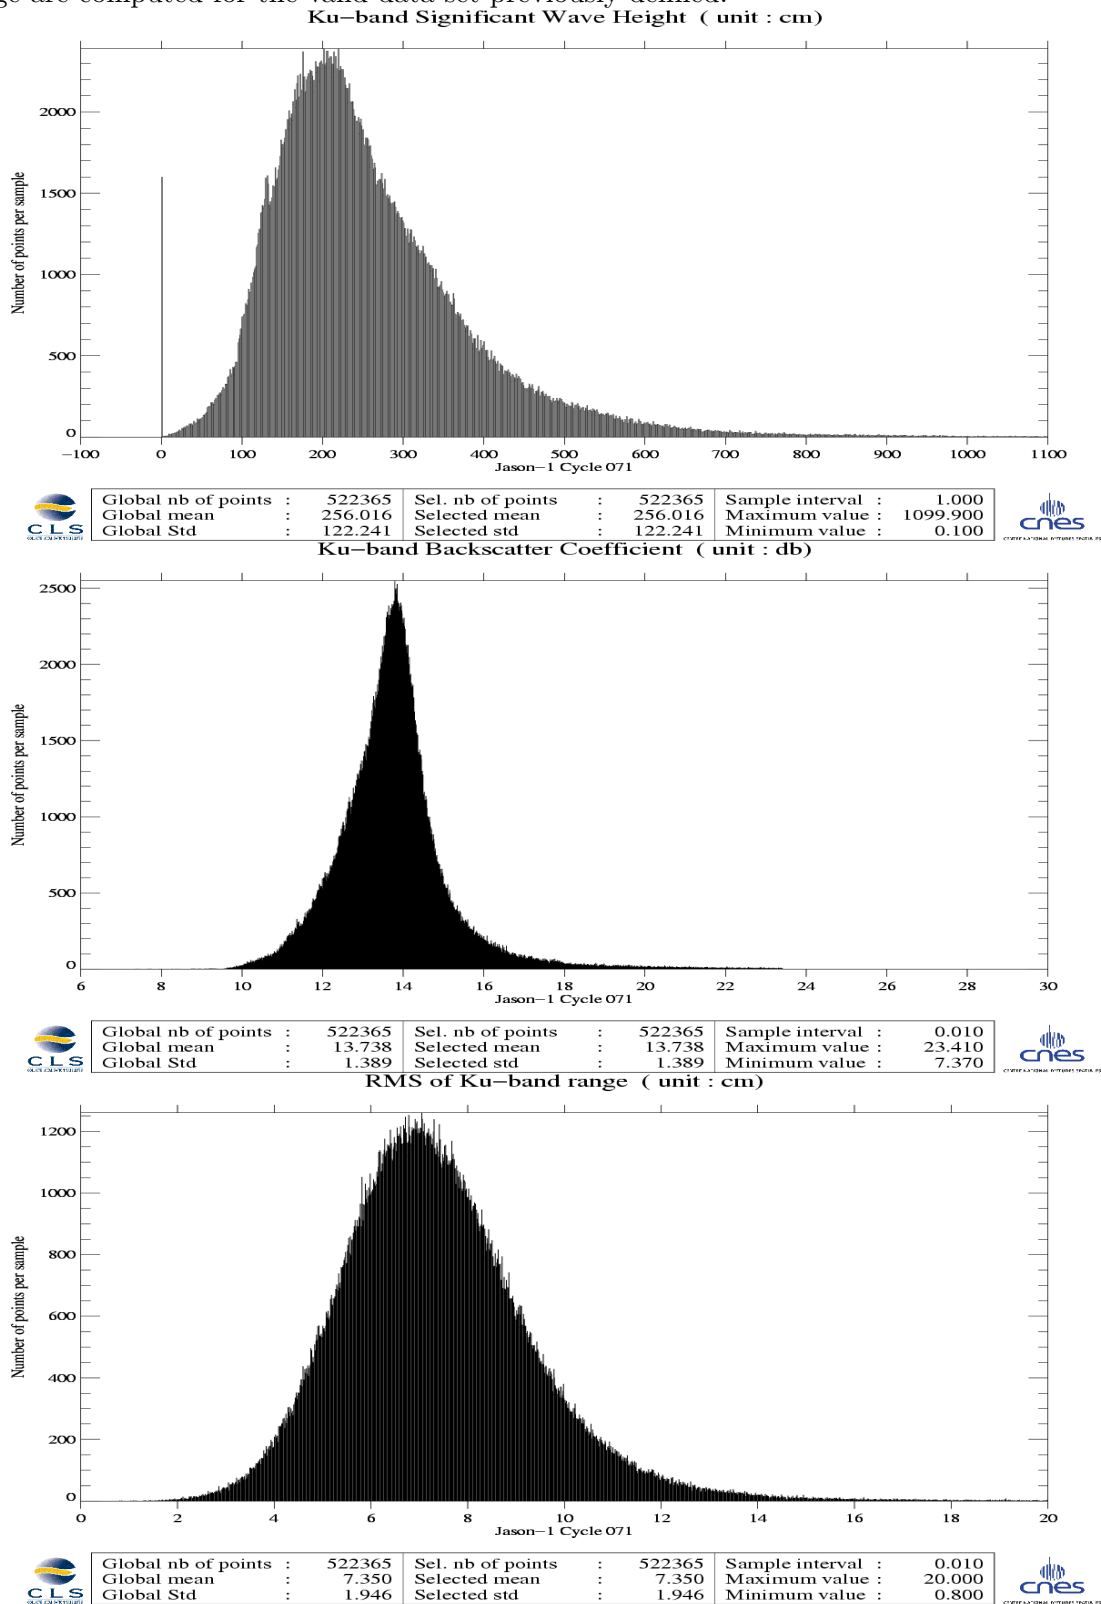 ge are computed for the valid data set previously defined.
Ku-band Significant Wave Height ( unit : cm)
Number of points per sample
2000
1500
1000
500
0
-100 0 100 200 300 400 500 600 700 800 900 1000 1100
Jason-1 Cycle 071
CLS
Global nb of points : 522365 Sel. nb of points : 522365 Sample interval : 1.000
Global mean : 256.016 Selected mean : 256.016 Maximum value : 1099.900
Global Std : 122.241 Selected std : 122.241 Minimum value : 0.100
cnes
Ku-band Backscatter Coefficient ( unit : db)
Number of points per sample
2500
2000
1500
1000
500
0
6 8 10 12 14 16 18 20 22 24 26 28 30
Jason-1 Cycle 071
CLS
Global nb of points : 522365 Sel. nb of points : 522365 Sample interval : 0.010
Global mean : 13.738 Selected mean : 13.738 Maximum value : 23.410
Global Std : 1.389 Selected std : 1.389 Minimum value : 7.370
cnes
RMS of Ku-band range ( unit : cm)
Number of points per sample
1200
1000
800
600
400
200
0
0 2 4 6 8 10 12 14 16 18 20
Jason-1 Cycle 071
CLS
Global nb of points : 522365 Sel. nb of points : 522365 Sample interval : 0.010
Global mean : 7.350 Selected mean : 7.350 Maximum value : 20.000
Global Std : 1.946 Selected std : 1.946 Minimum value : 0.800
cnes